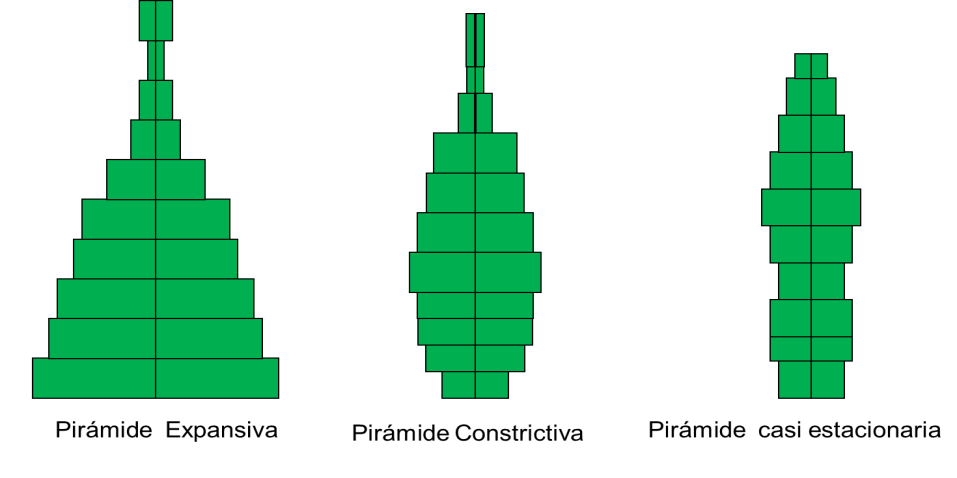 Pirámide Expansiva
Pirámide Constrictiva
Pirámide casi estacionaria